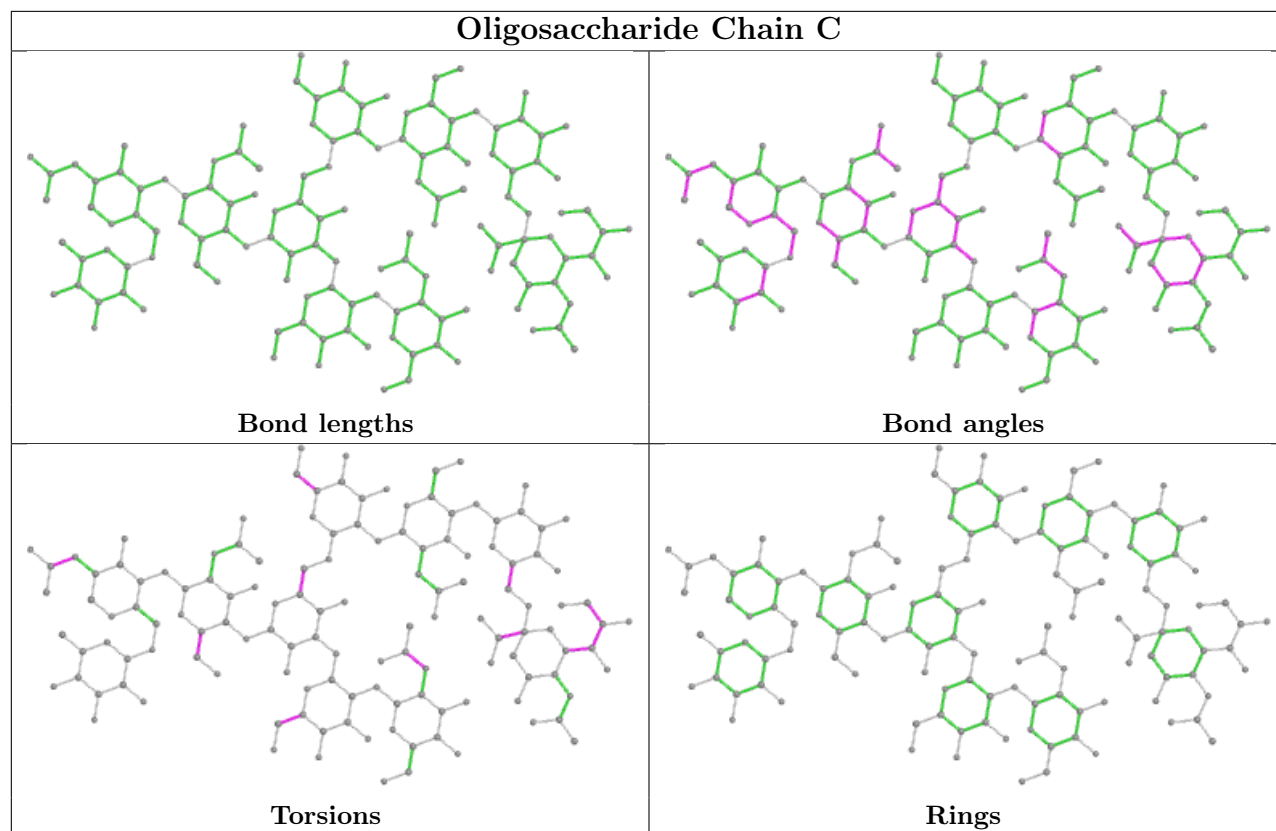 Oligosaccharide Chain C
Bond lengths
Bond angles
Torsions
Rings